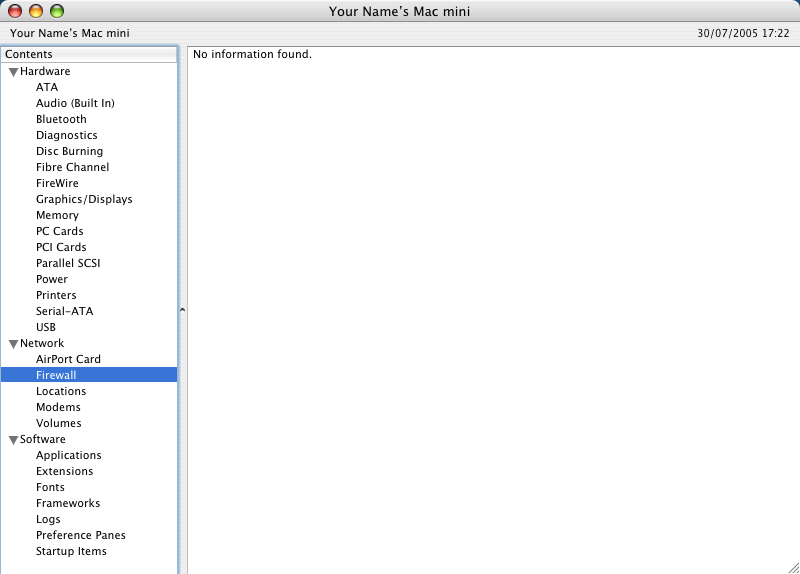 Your Name's Mac mini
Your Name's Mac mini 30/07/2005 17:22
Contents
Hardware
ATA
Audio (Built In)
Bluetooth
Diagnostics
Disc Burning
Fibre Channel
FireWire
Graphics/Displays
Memory
PC Cards
PCI Cards
Parallel SCSI
Power
Printers
Serial-ATA
USB
Network
AirPort Card
Firewall
Locations
Modems
Volumes
Software
Applications
Extensions
Fonts
Frameworks
Logs
Preference Panes
Startup Items
No information found.